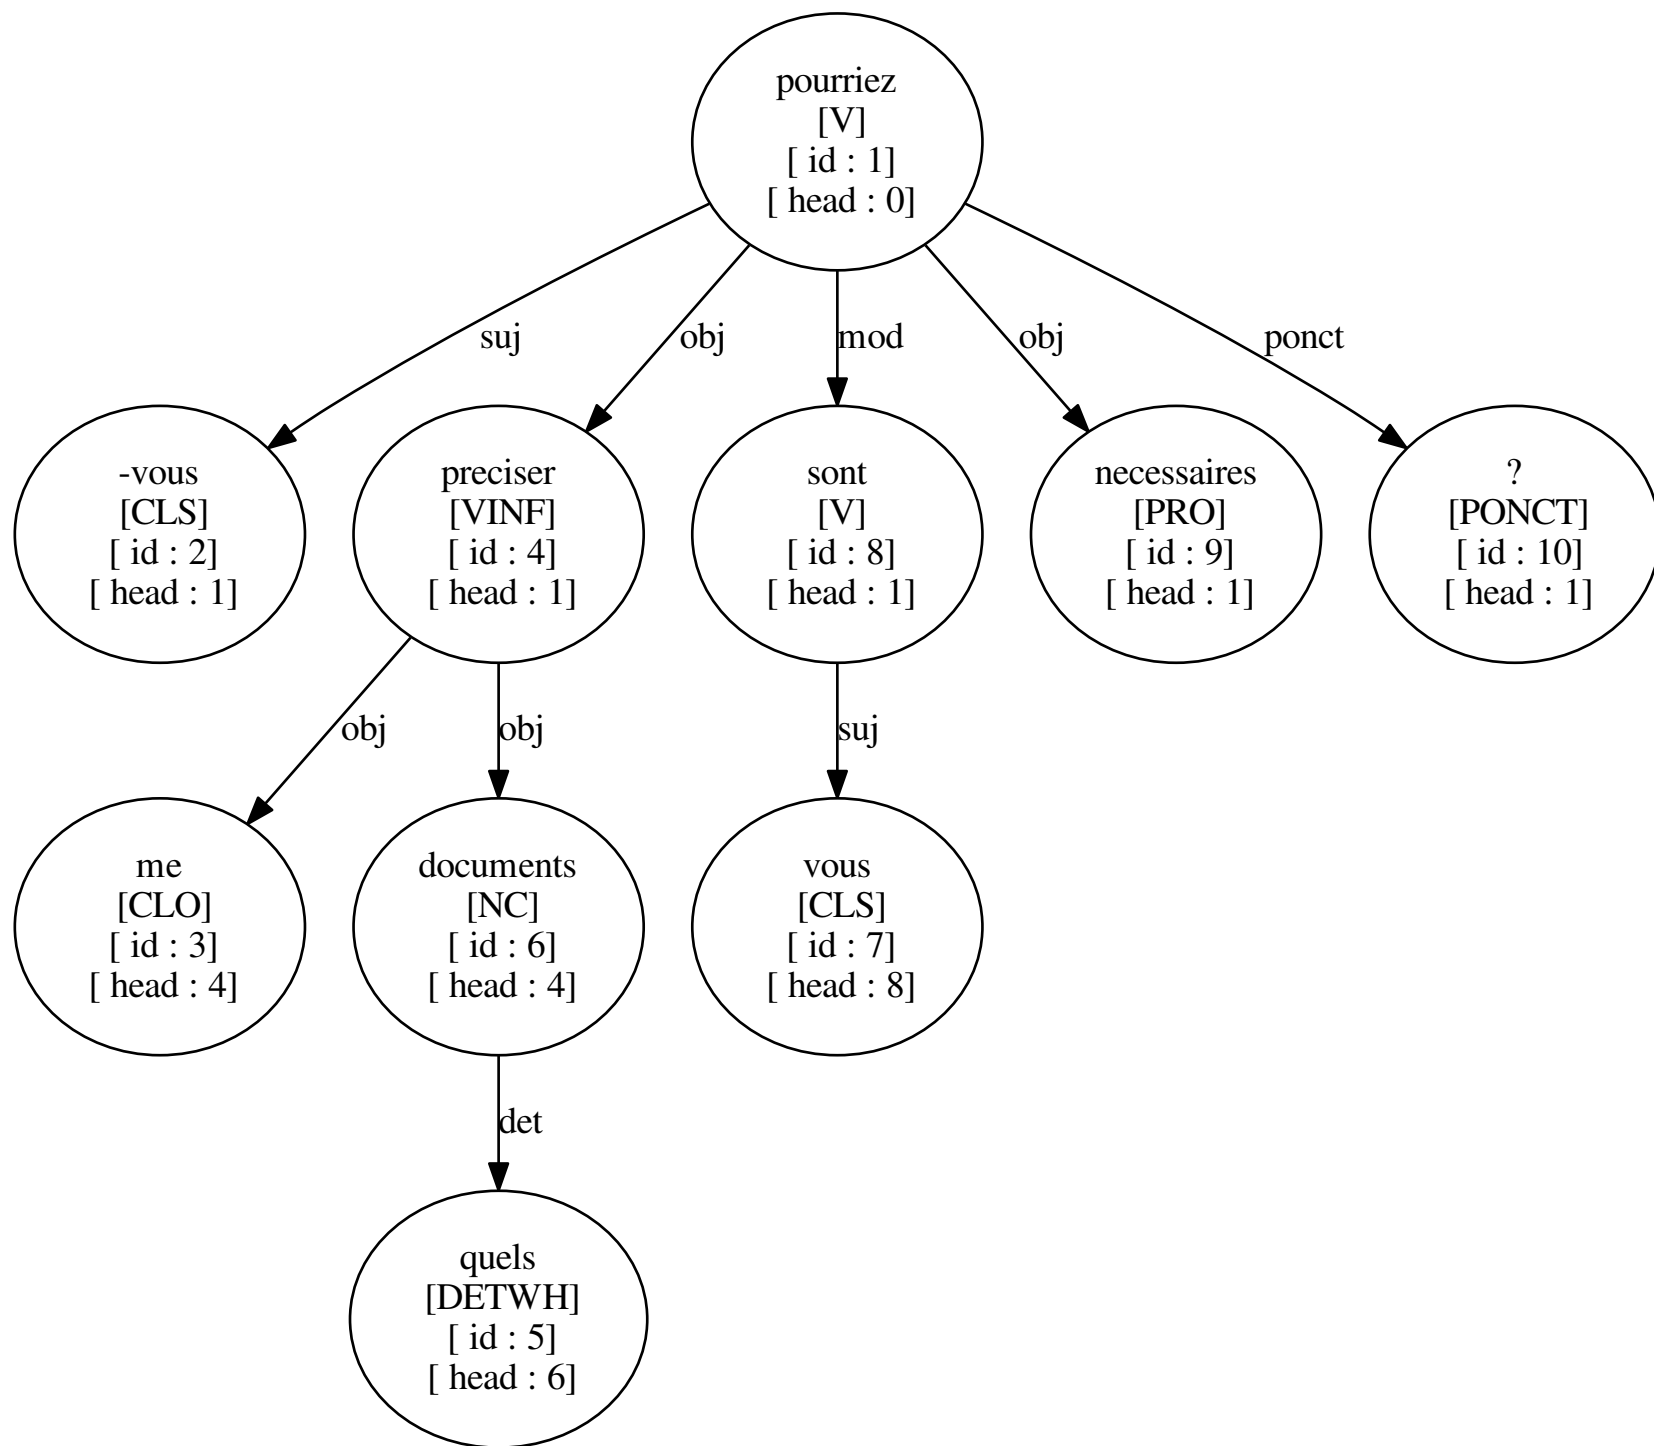 pourriez
[V]
[ id : 1]
[ head : 0]
suj
obj
mod
obj
ponct
-vous
[CLS]
[ id : 2]
[ head : 1]
preciser
[VINF]
[ id : 4]
[ head : 1]
sont
[V]
[ id : 8]
[ head : 1]
necessaires
[PRO]
[ id : 9]
[ head : 1]
?
[PONCT]
[ id : 10]
[ head : 1]
obj
obj
suj
me
[CLO]
[ id : 3]
[ head : 4]
documents
[NC]
[ id : 6]
[ head : 4]
vous
[CLS]
[ id : 7]
[ head : 8]
det
quels
[DETWH]
[ id : 5]
[ head : 6]